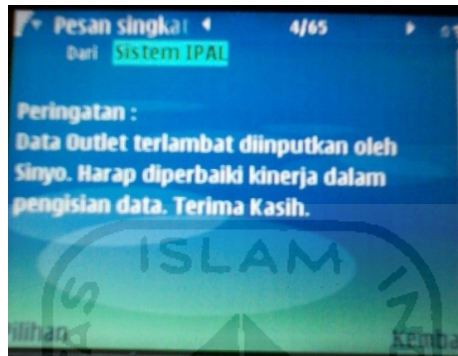 Pesan singkat 4/65
Dari Sistem IPAL
Peringatan :
Data Outlet terlambat diinputkan oleh
Sinyo. Harap diperbaiki kinerja dalam
pengisian data. Terima Kasih.
ISLAM
Pilihan Kemba